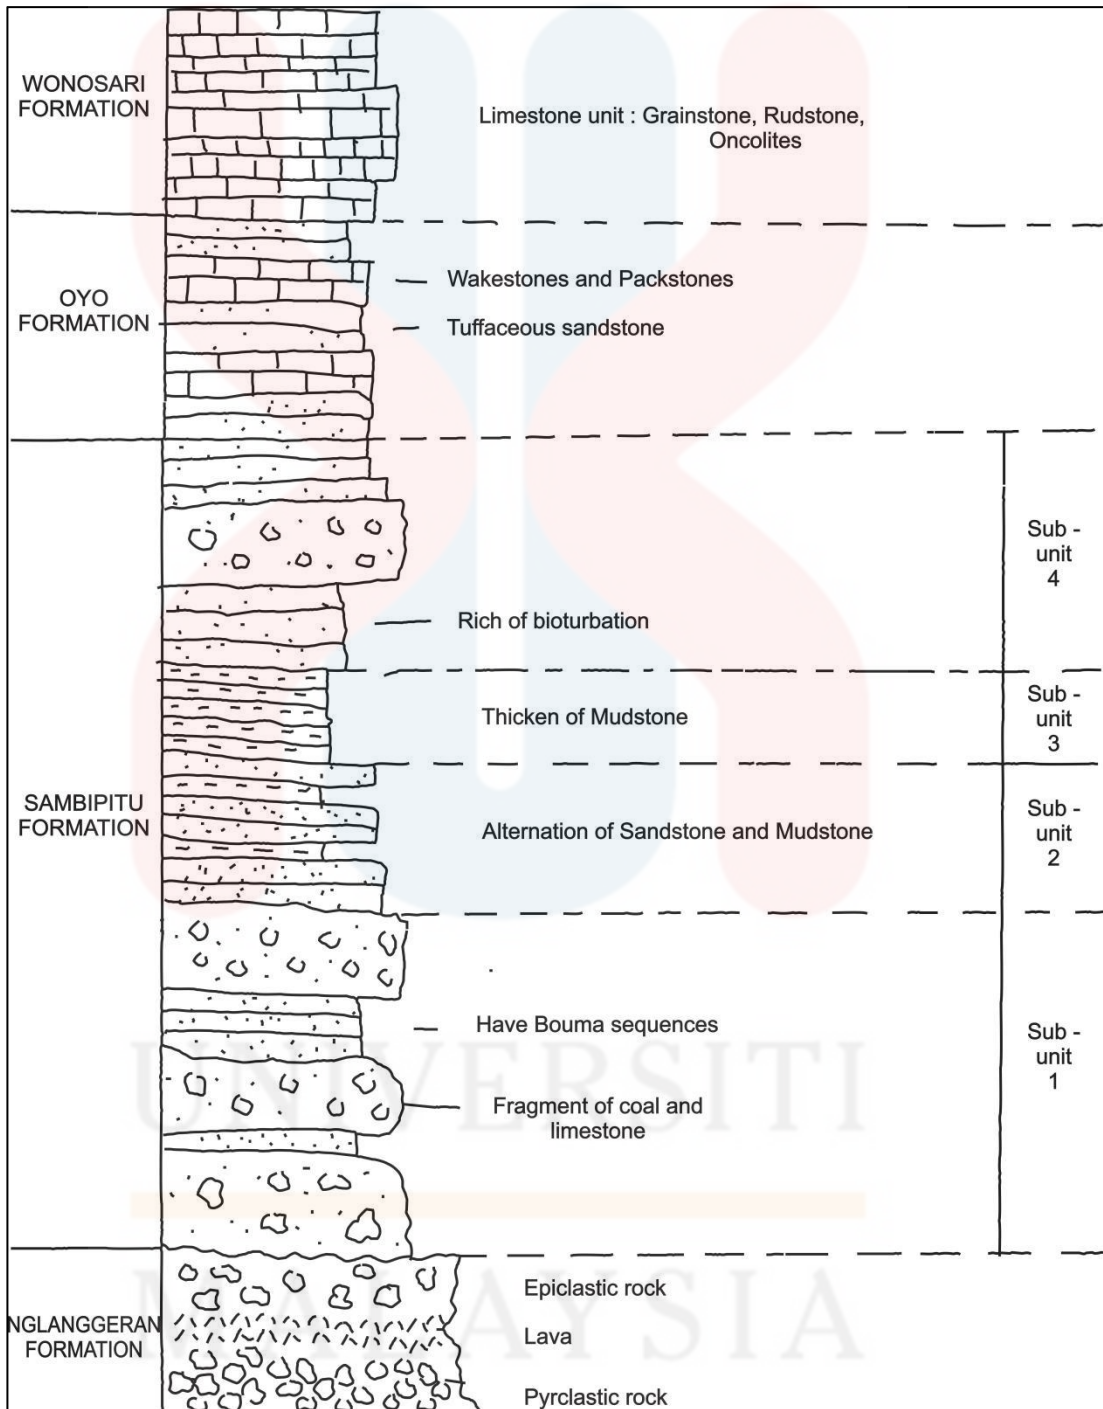 WONOSARI
FORMATION
Limestone unit : Grainstone, Rudstone,
Oncolites
OYO
FORMATION
Wakestones and Packstones
Tuffaceous sandstone
Sub -
unit
4
Rich of bioturbation
Thicken of Mudstone
Sub -
unit
3
SAMBIPITU
FORMATION
Alternation of Sandstone and Mudstone
Sub -
unit
2
Have Bouma sequences
Sub -
unit
1
Fragment of coal and
limestone
UNIVERSITI
NGLANGGERAN
FORMATION
Epiclastic rock
Lava
Pyrclastic rock
MALAYSIA